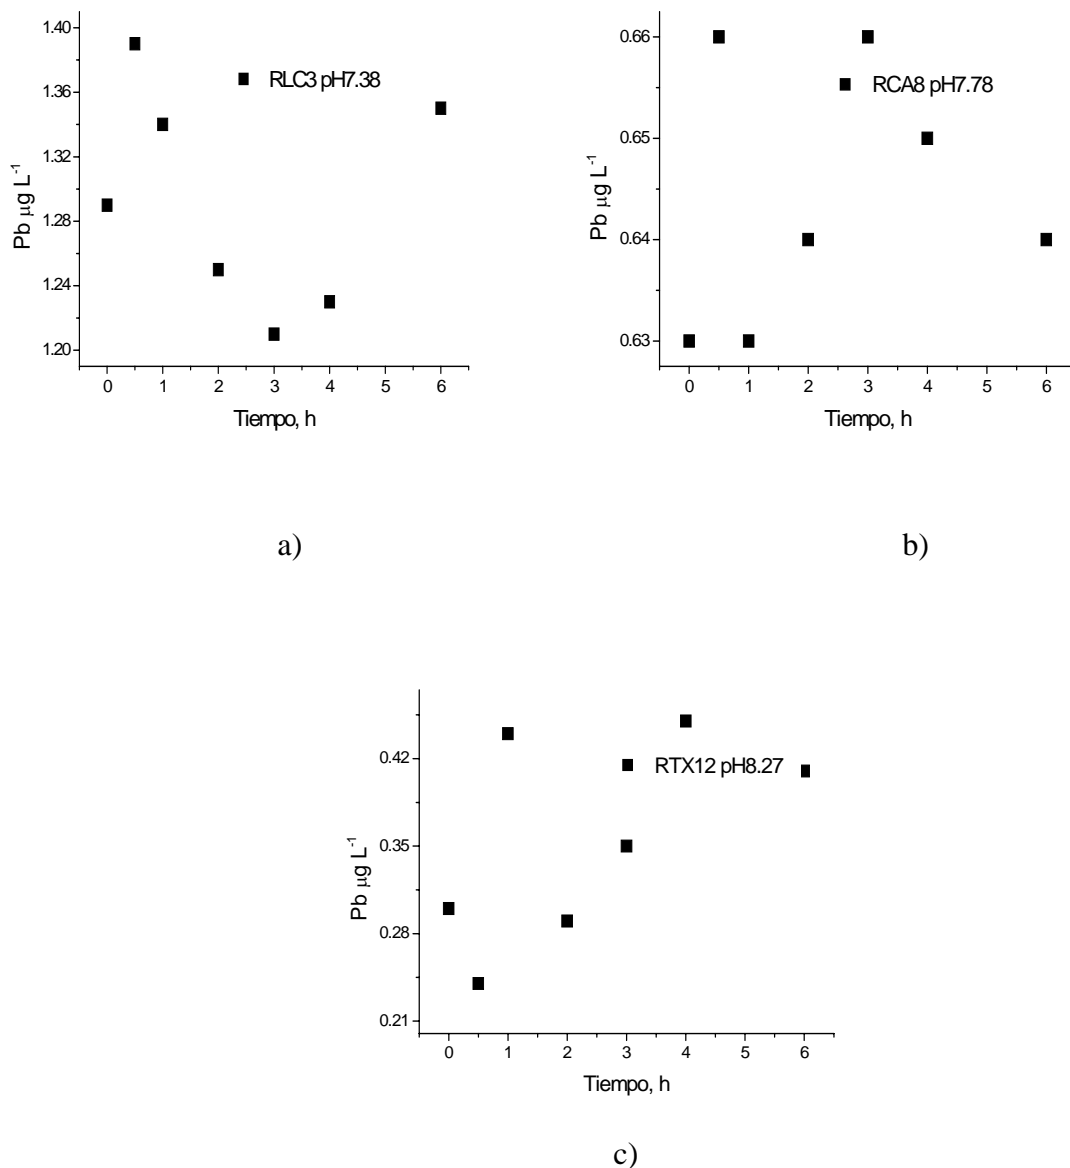 1.40
1.36
1.32
1.28
1.24
1.20
Pb μg L⁻¹
RLC3 pH7.38
0 1 2 3 4 5 6
Tiempo, h
a)
0.66
0.65
0.64
0.63
Pb μg L⁻¹
RCA8 pH7.78
0 1 2 3 4 5 6
Tiempo, h
b)
0.42
0.35
0.28
0.21
Pb μg L⁻¹
RTX12 pH8.27
0 1 2 3 4 5 6
Tiempo, h
c)